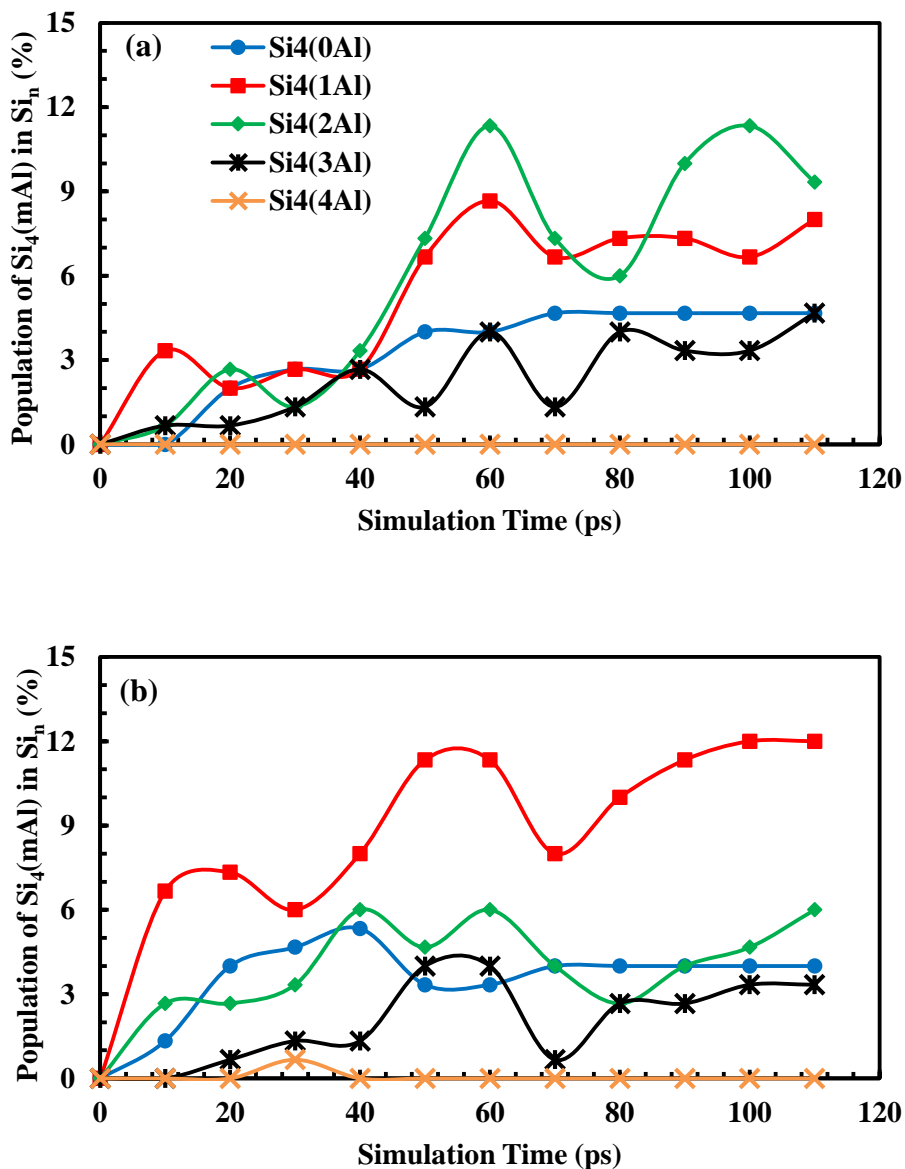 (a)
Si4(0Al)
Si4(1Al)
Si4(2Al)
Si4(3Al)
Si4(4Al)
Population of Si4(mAl) in Sin (%)
15
12
9
6
3
0
0 20 40 60 80 100 120
Simulation Time (ps)
(b)
Population of Si4(mAl) in Sin (%)
15
12
9
6
3
0
0 20 40 60 80 100 120
Simulation Time (ps)